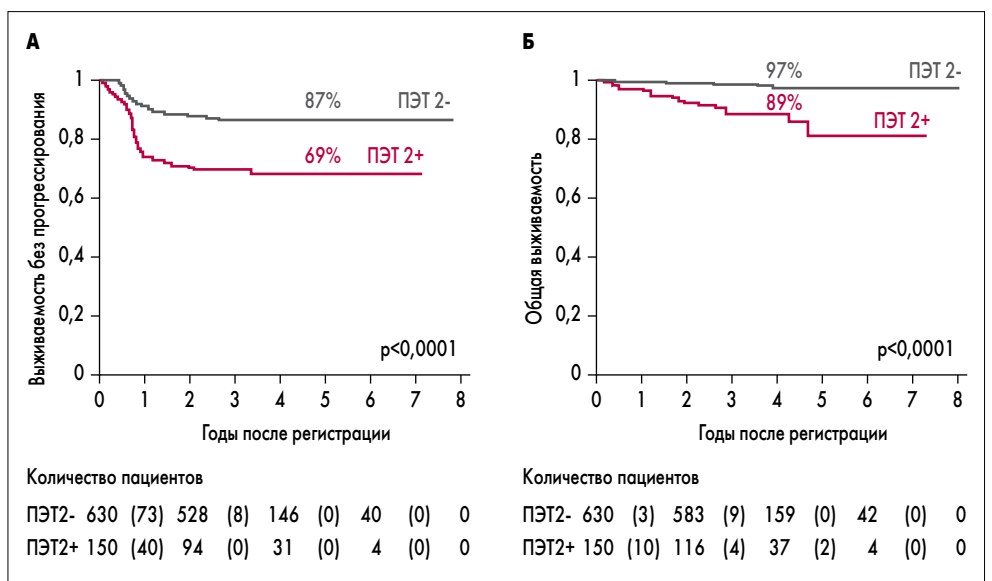 А
Выживаемость без прогрессирования
1
0,8
0,6
0,4
0,2
0
87%
ПЭТ 2-
69%
ПЭТ 2+
p<0,0001
0 1 2 3 4 5 6 7 8
Годы после регистрации
Количество пациентов
ПЭТ2- 630 (73) 528 (8) 146 (0) 40 (0) 0
ПЭТ2+ 150 (40) 94 (0) 31 (0) 4 (0) 0
Б
Общая выживаемость
1
0,8
0,6
0,4
0,2
0
97%
ПЭТ 2-
89%
ПЭТ 2+
p<0,0001
0 1 2 3 4 5 6 7 8
Годы после регистрации
Количество пациентов
ПЭТ2- 630 (3) 583 (9) 159 (0) 42 (0) 0
ПЭТ2+ 150 (10) 116 (4) 37 (2) 4 (0) 0